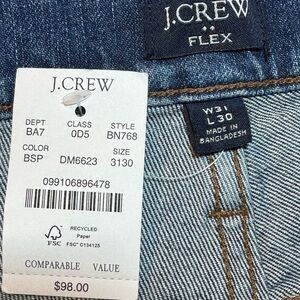 J.CREW
FLEX
J.CREW
DEPT CLASS STYLE
BA7 0D5 BN768
COLOR SIZE
BSP DM6623 3130
099106896478
FSC
RECYCLED
Paper
FSC® C134125
COMPARABLE VALUE
$98.00
W31
L30
MADE IN
BANGLADESH